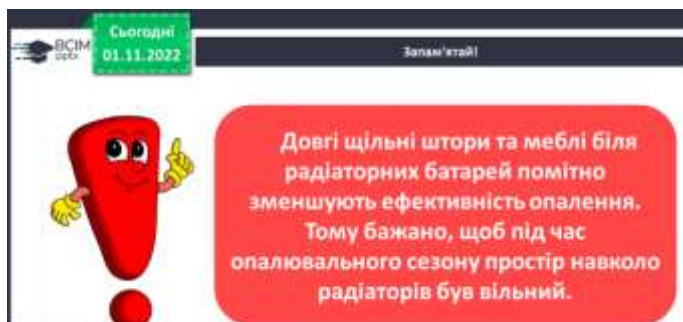 Сьогодні
01.11.2022
ВСІМ
pptx
Запам'ятай!
Довгі щільні штори та меблі біля
радіаторних батарей помітно
зменшують ефективність опалення.
Тому бажано, щоб під час
опалювального сезону простір навколо
радіаторів був вільний.